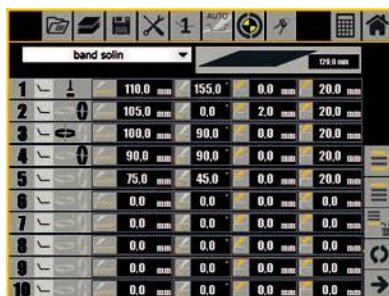 1 AUTO
band solin
129.0 mm
1 110,0 mm 155,0 ° 0,0 mm 20,0 mm
2 105,0 mm 0,0 ° 2,0 mm 20,0 mm
3 100,0 mm 90,0 ° 0,0 mm 20,0 mm
4 90,0 mm 90,0 ° 0,0 mm 20,0 mm
5 75,0 mm 45,0 ° 0,0 mm 20,0 mm
6 0,0 mm 0,0 ° 0,0 mm 0,0 mm
7 0,0 mm 0,0 ° 0,0 mm 0,0 mm
8 0,0 mm 0,0 ° 0,0 mm 0,0 mm
9 0,0 mm 0,0 ° 0,0 mm 0,0 mm
10 0,0 mm 0,0 ° 0,0 mm 0,0 mm